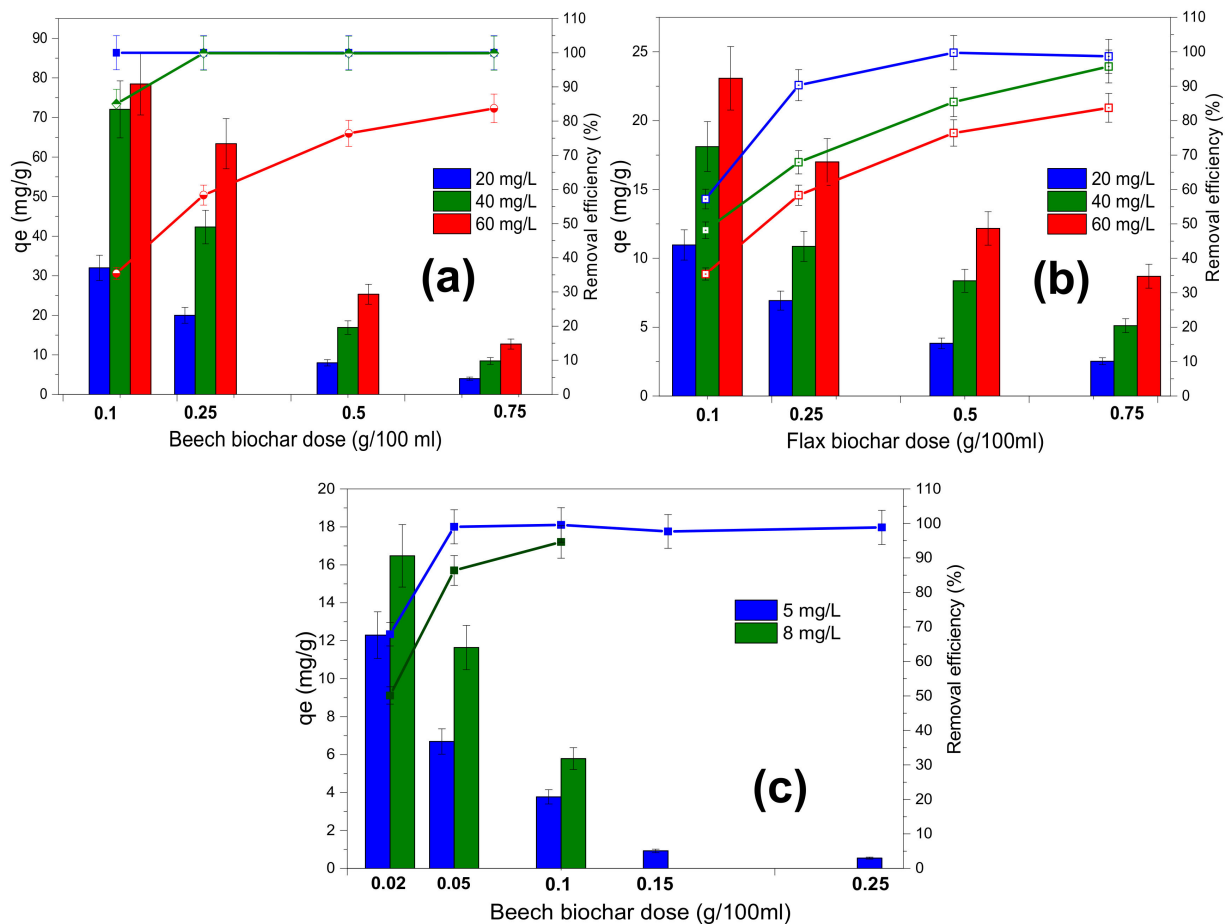 90
80
70
60
50
40
30
20
10
0
qe (mg/g)
110
100
90
80
70
60
50
40
30
20
10
0
Removal efficiency (%)
20 mg/L
40 mg/L
60 mg/L
(a)
0.1 0.25 0.5 0.75
Beech biochar dose (g/100 ml)
25
20
15
10
5
0
qe (mg/g)
110
100
90
80
70
60
50
40
30
20
10
0
Removal efficiency (%)
20 mg/L
40 mg/L
60 mg/L
(b)
0.1 0.25 0.5 0.75
Flax biochar dose (g/100ml)
20
18
16
14
12
10
8
6
4
2
0
qe (mg/g)
110
100
90
80
70
60
50
40
30
20
10
0
Removal efficiency (%)
5 mg/L
8 mg/L
(c)
0.02 0.05 0.1 0.15 0.25
Beech biochar dose (g/100ml)